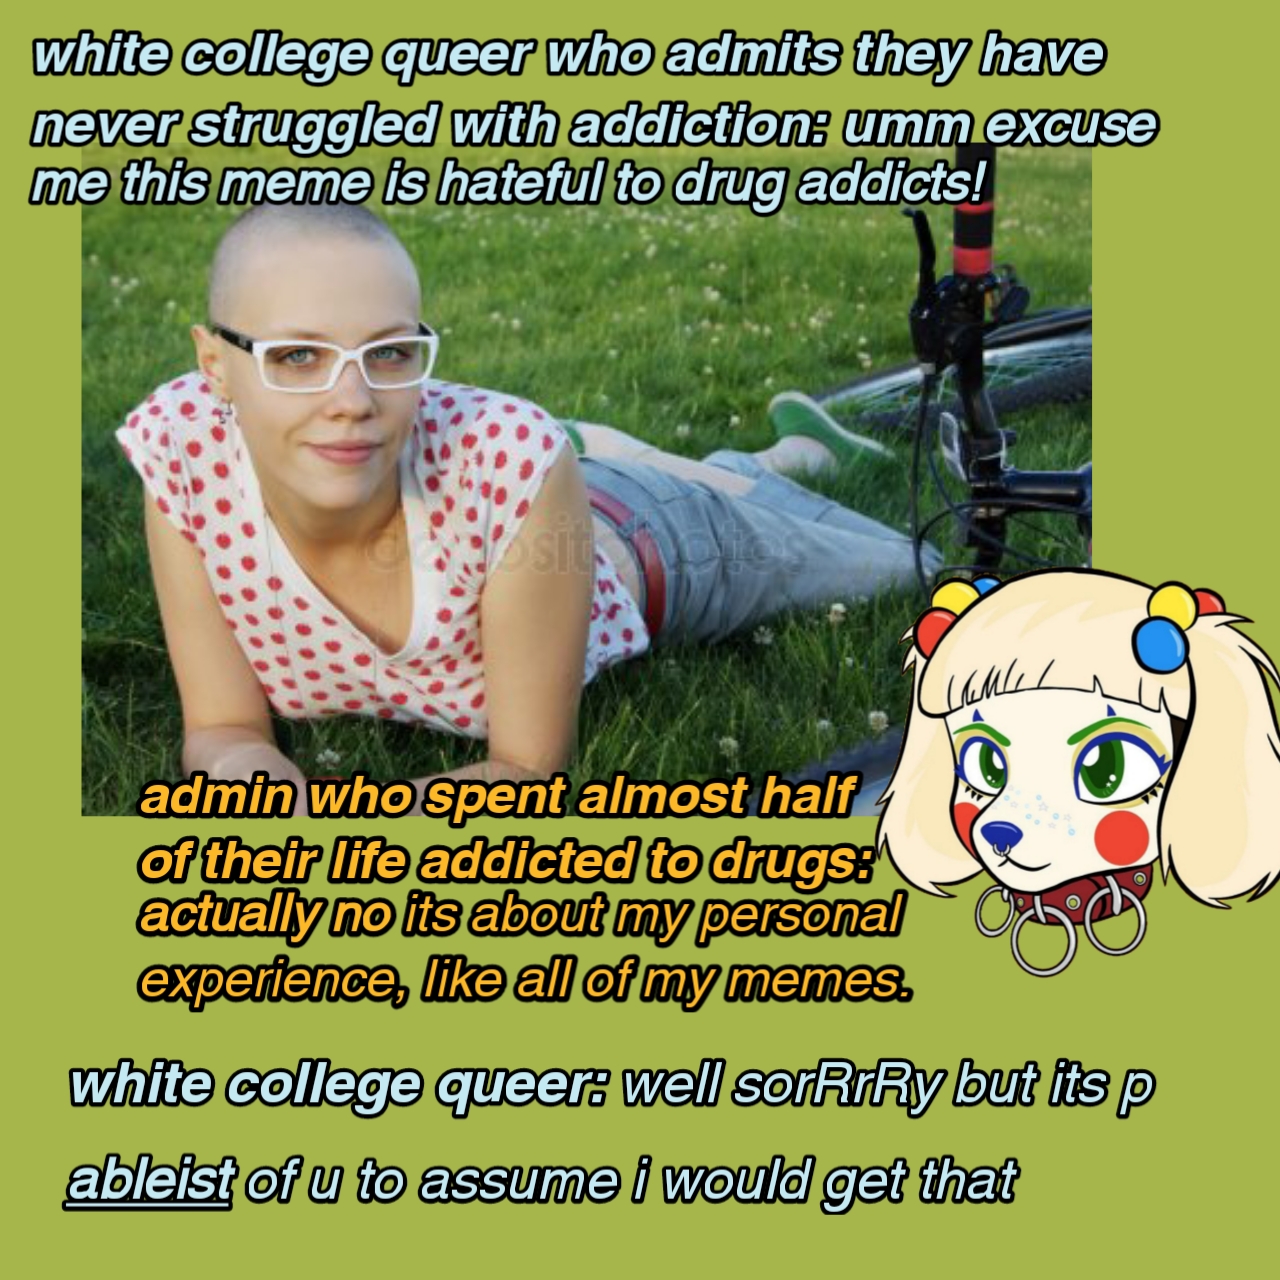 white college queer who admits they have
never struggled with addiction: umm excuse
me this meme is hateful to drug addicts!
depositphotos
admin who spent almost half
of their life addicted to drugs:
actually no its about my personal
experience, like all of my memes.
white college queer: well sorRrRy but its p
ableist of u to assume i would get that